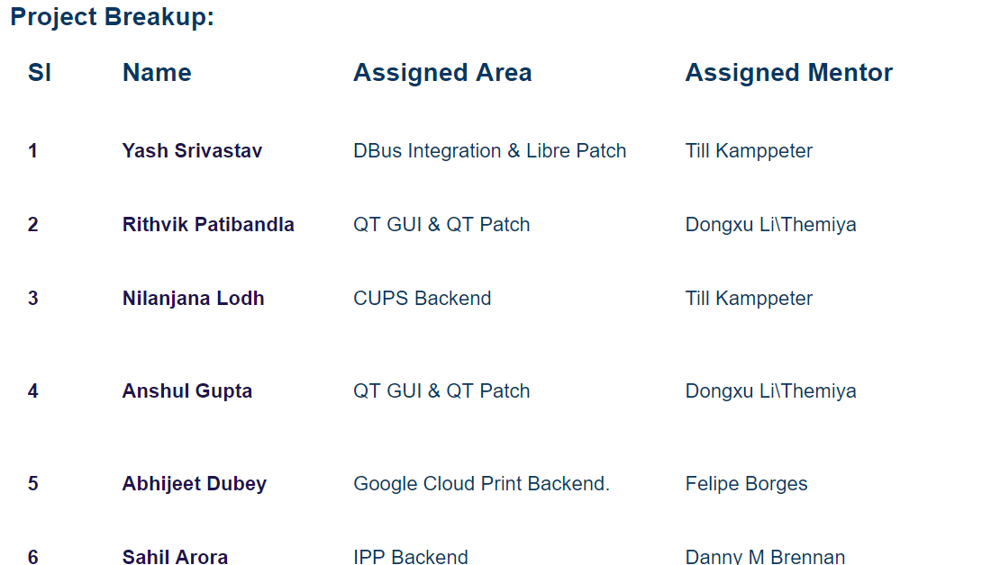 Project Breakup:
Sl Name Assigned Area Assigned Mentor
1 Yash Srivastav DBus Integration & Libre Patch Till Kamppeter
2 Rithvik Patibandla QT GUI & QT Patch Dongxu Li\Themiya
3 Nilanjana Lodh CUPS Backend Till Kamppeter
4 Anshul Gupta QT GUI & QT Patch Dongxu Li\Themiya
5 Abhijeet Dubey Google Cloud Print Backend. Felipe Borges
6 Sahil Arora IPP Backend Danny M Brennan